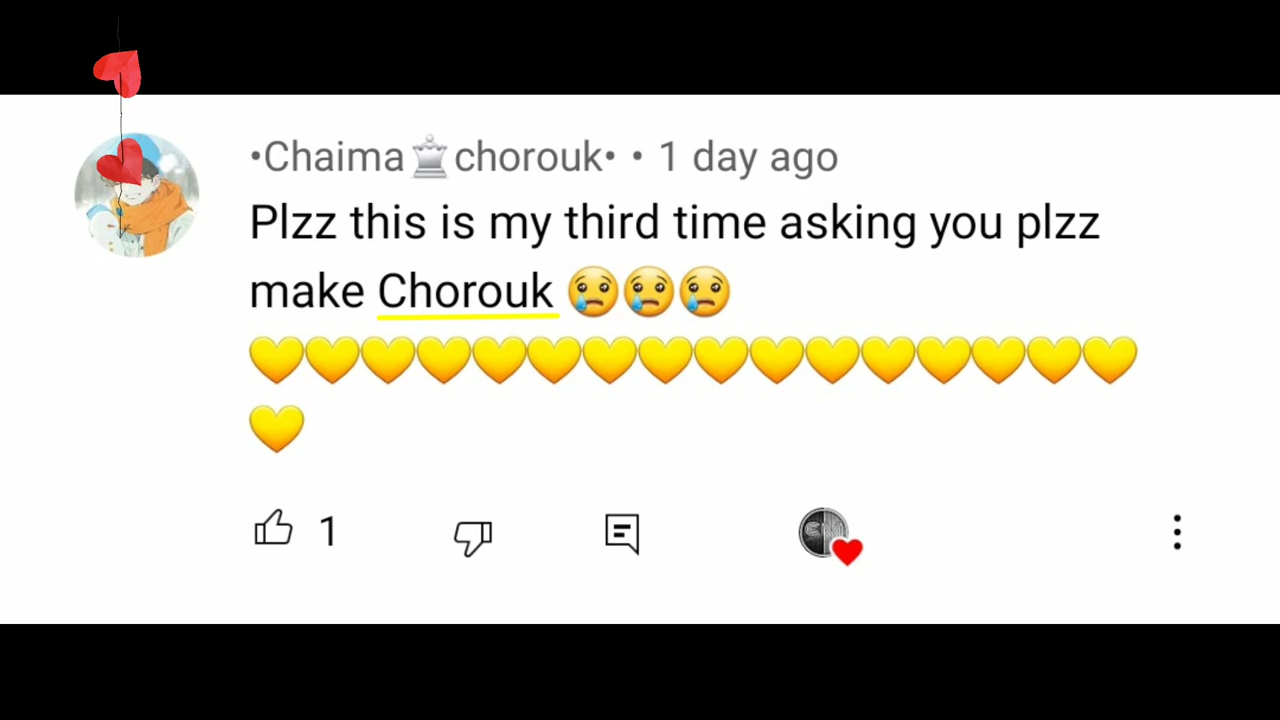 •Chaima♛chorouk• • 1 day ago
Plzz this is my third time asking you plzz
make Chorouk 😢😢😢
💛💛💛💛💛💛💛💛💛💛💛💛💛💛💛💛
💛
1